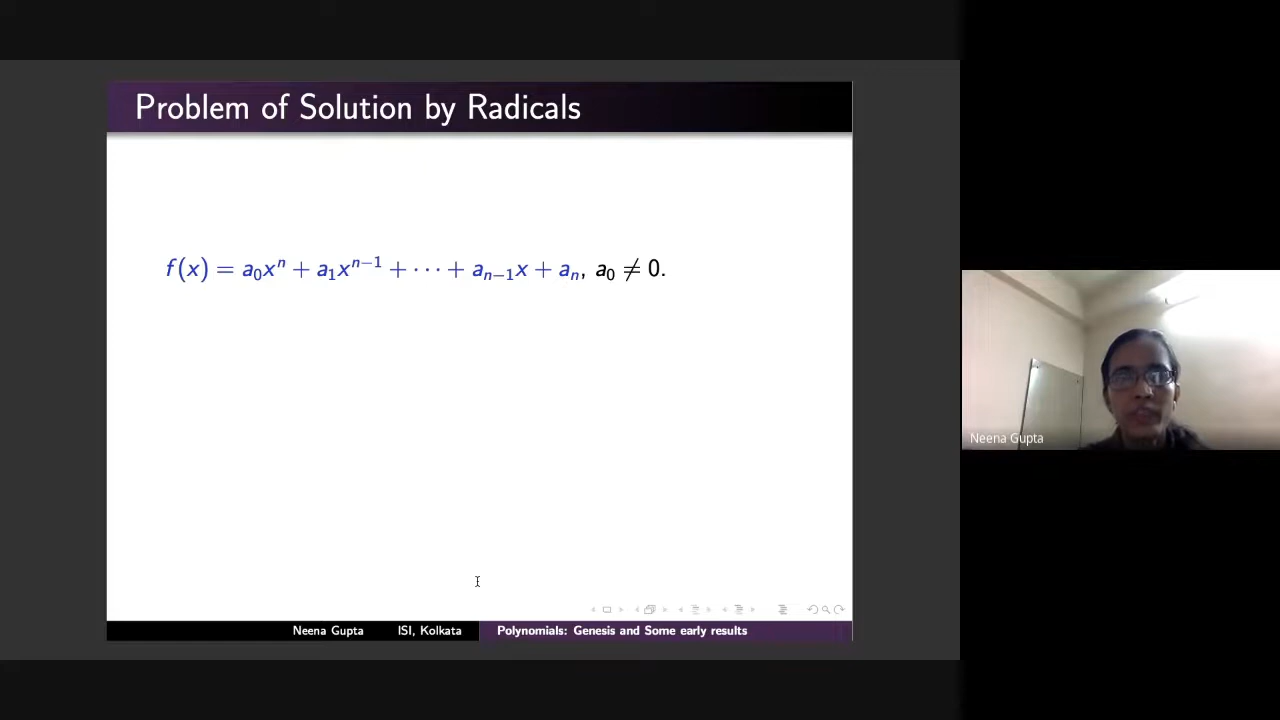 Problem of Solution by Radicals
f(x) = a₀xⁿ + a₁xⁿ⁻¹ + ⋯ + aₙ₋₁x + aₙ, a₀ ≠ 0.
Neena Gupta
Neena Gupta ISI, Kolkata Polynomials: Genesis and Some early results